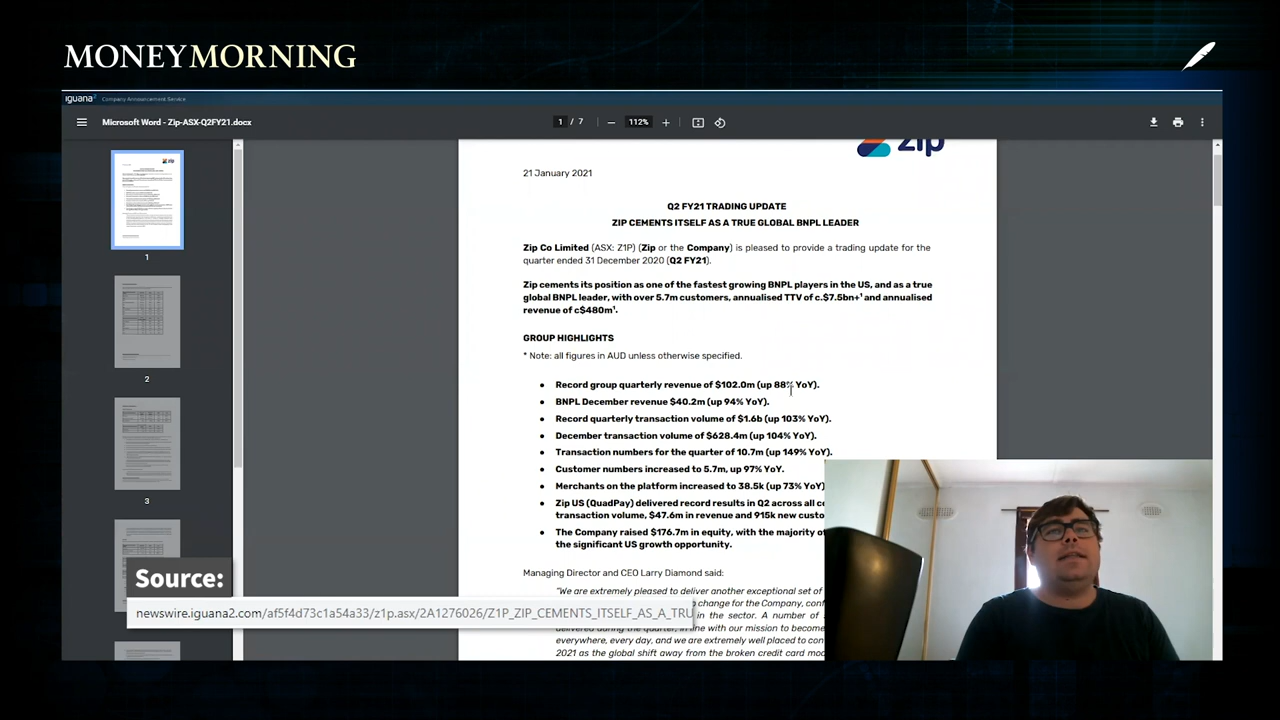 MONEYMORNING
iguana² Company Announcement Service
Microsoft Word - Zip-ASX-Q2FY21.docx
1 / 7
112%
zip
21 January 2021
Q2 FY21 TRADING UPDATE
ZIP CEMENTS ITSELF AS A TRUE GLOBAL BNPL LEADER
Zip Co Limited (ASX: Z1P) (Zip or the Company) is pleased to provide a trading update for the
quarter ended 31 December 2020 (Q2 FY21).
Zip cements its position as one of the fastest growing BNPL players in the US, and as a true
global BNPL leader, with over 5.7m customers, annualised TTV of c.$7.5bn+¹ and annualised
revenue of c$480m¹.
GROUP HIGHLIGHTS
* Note: all figures in AUD unless otherwise specified.
• Record group quarterly revenue of $102.0m (up 88% YoY).
• BNPL December revenue $40.2m (up 94% YoY).
• Record quarterly transaction volume of $1.6b (up 103% YoY).
• December transaction volume of $628.4m (up 104% YoY).
• Transaction numbers for the quarter of 10.7m (up 149% YoY).
• Customer numbers increased to 5.7m, up 97% YoY.
• Merchants on the platform increased to 38.5k (up 73% YoY)
• Zip US (QuadPay) delivered record results in Q2 across all
transaction volume, $47.6m in revenue and 915k new
• The Company raised $176.7m in equity, with the majority of
the significant US growth opportunity.
Managing Director and CEO Larry Diamond said:
"We are extremely pleased to deliver another exceptional set of
change for the Company,
in the sector. A number of
delivered during the quarter, in line with our mission to become
everywhere, every day, and we are extremely well placed to
2021 as the global shift away from the broken credit card
1
2
3
Source:
newswire.iguana2.com/af5f4d73c1a54a33/z1p.asx/2A1276026/Z1P_ZIP_CEMENTS_ITSELF_AS_A_TRU